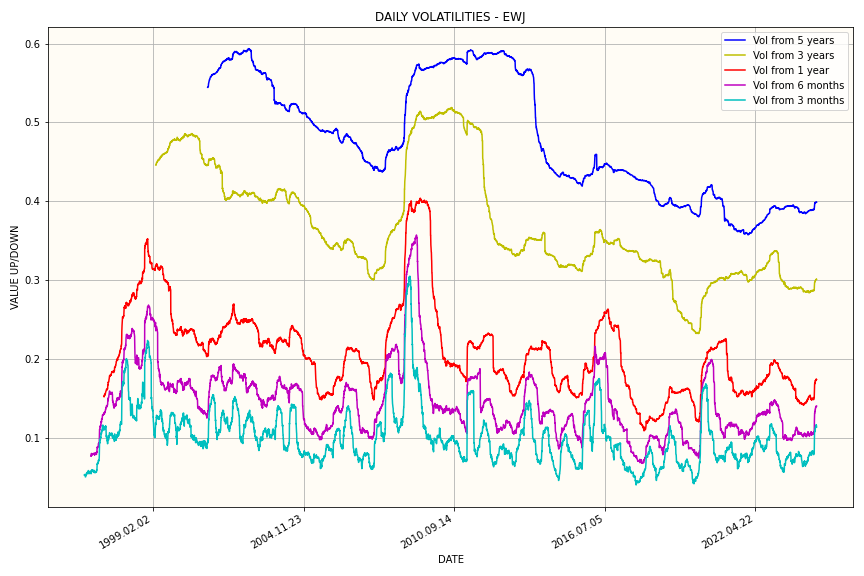 DAILY VOLATILITIES - EWJ
Vol from 5 years
Vol from 3 years
Vol from 1 year
Vol from 6 months
Vol from 3 months
VALUE UP/DOWN
0.6
0.5
0.4
0.3
0.2
0.1
1999.02.02
2004.11.23
2010.09.14
2016.07.05
2022.04.22
DATE